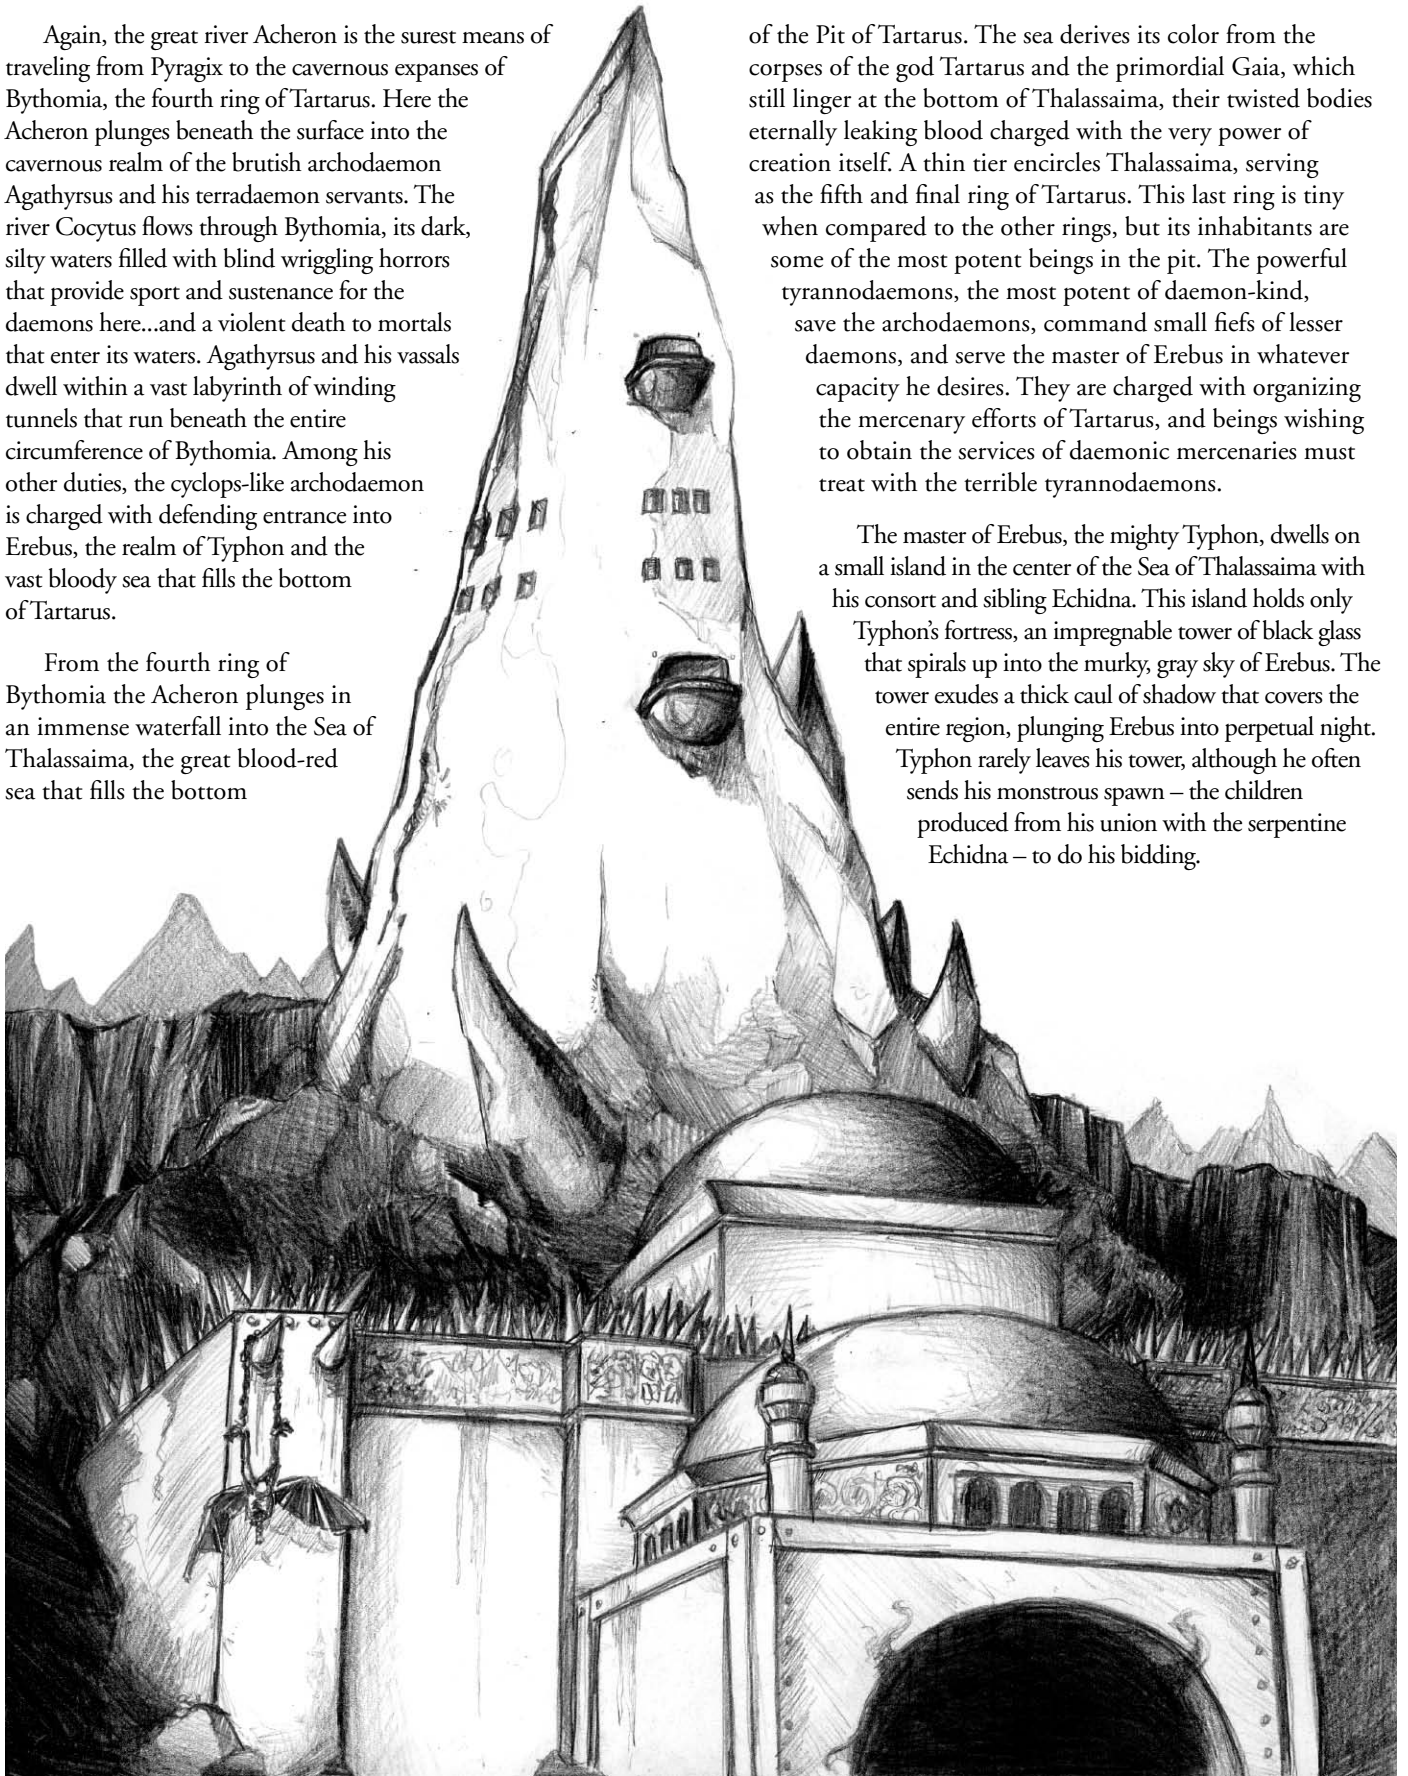 Again, the great river Acheron is the surest means of
traveling from Pyragix to the cavernous expanses of
Bythomia, the fourth ring of Tartarus. Here the
Acheron plunges beneath the surface into the
cavernous realm of the brutish archodaemon
Agathyrsus and his terradaemon servants. The
river Cocytus flows through Bythomia, its dark,
silty waters filled with blind wriggling horrors
that provide sport and sustenance for the
daemons here...and a violent death to mortals
that enter its waters. Agathyrsus and his vassals
dwell within a vast labyrinth of winding
tunnels that run beneath the entire
circumference of Bythomia. Among his
other duties, the cyclops-like archodaemon
is charged with defending entrance into
Erebus, the realm of Typhon and the
vast bloody sea that fills the bottom
of Tartarus.
From the fourth ring of
Bythomia the Acheron plunges in
an immense waterfall into the Sea of
Thalassaima, the great blood-red
sea that fills the bottom
of the Pit of Tartarus. The sea derives its color from the
corpses of the god Tartarus and the primordial Gaia, which
still linger at the bottom of Thalassaima, their twisted bodies
eternally leaking blood charged with the very power of
creation itself. A thin tier encircles Thalassaima, serving
as the fifth and final ring of Tartarus. This last ring is tiny
when compared to the other rings, but its inhabitants are
some of the most potent beings in the pit. The powerful
tyrannodaemons, the most potent of daemon-kind,
save the archodaemons, command small fiefs of lesser
daemons, and serve the master of Erebus in whatever
capacity he desires. They are charged with organizing
the mercenary efforts of Tartarus, and beings wishing
to obtain the services of daemonic mercenaries must
treat with the terrible tyrannodaemons.
The master of Erebus, the mighty Typhon, dwells on
a small island in the center of the Sea of Thalassaima with
his consort and sibling Echidna. This island holds only
Typhon’s fortress, an impregnable tower of black glass
that spirals up into the murky, gray sky of Erebus. The
tower exudes a thick caul of shadow that covers the
entire region, plunging Erebus into perpetual night.
Typhon rarely leaves his tower, although he often
sends his monstrous spawn – the children
produced from his union with the serpentine
Echidna – to do his bidding.